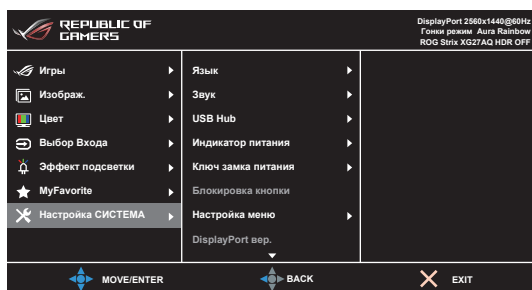 REPUBLIC OF
GAMERS
DisplayPort 2560x1440@60Hz
Гонки режим Aura Rainbow
ROG Strix XG27AQ HDR OFF
Игры
Изображ.
Цвет
Выбор Входа
Эффект подсветки
MyFavorite
Настройка СИСТЕМА
Язык
Звук
USB Hub
Индикатор питания
Ключ замка питания
Блокировка кнопки
Настройка меню
DisplayPort вер.
MOVE/ENTER
BACK
EXIT